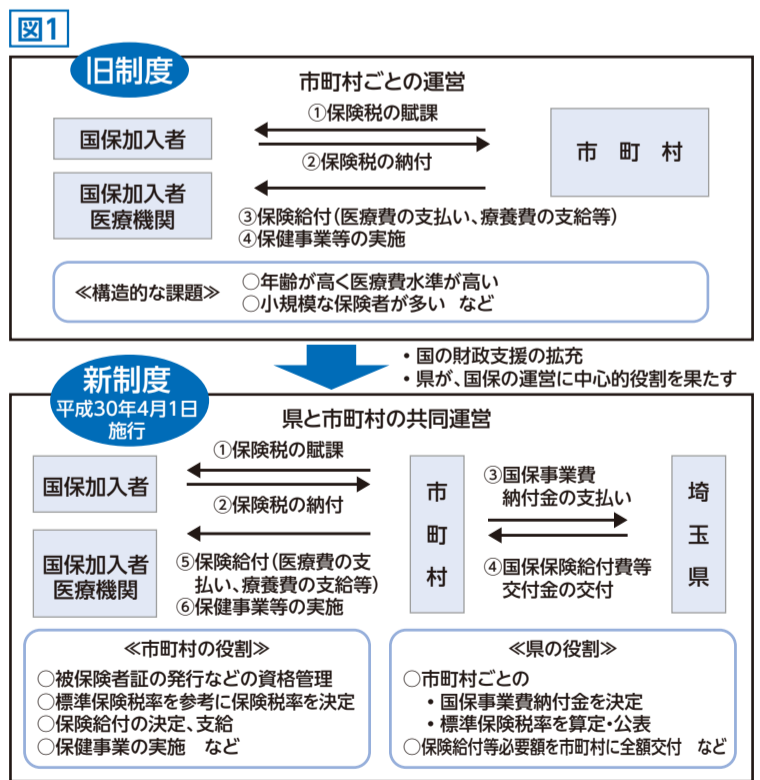 図1
旧制度
市町村ごとの運営
①保険税の賦課
国保加入者
②保険税の納付
市町村
国保加入者
医療機関
③保険給付(医療費の支払い、療養費の支給等)
④保健事業等の実施
≪構造的な課題≫
○年齢が高く医療費水準が高い
○小規模な保険者が多い など
・国の財政支援の拡充
・県が、国保の運営に中心的役割を果たす
新制度
平成30年4月1日
施行
県と市町村の共同運営
①保険税の賦課
国保加入者
②保険税の納付
市町村
③国保事業費
納付金の支払い
埼玉県
国保加入者
医療機関
⑤保険給付(医療費の支
払い、療養費の支給等)
⑥保健事業等の実施
④国保保険給付費等
交付金の交付
≪市町村の役割≫
○被保険者証の発行などの資格管理
○標準保険税率を参考に保険税率を決定
○保険給付の決定、支給
○保健事業の実施 など
≪県の役割≫
○市町村ごとの
・国保事業費納付金を決定
・標準保険税率を算定・公表
○保険給付等必要額を市町村に全額交付 など